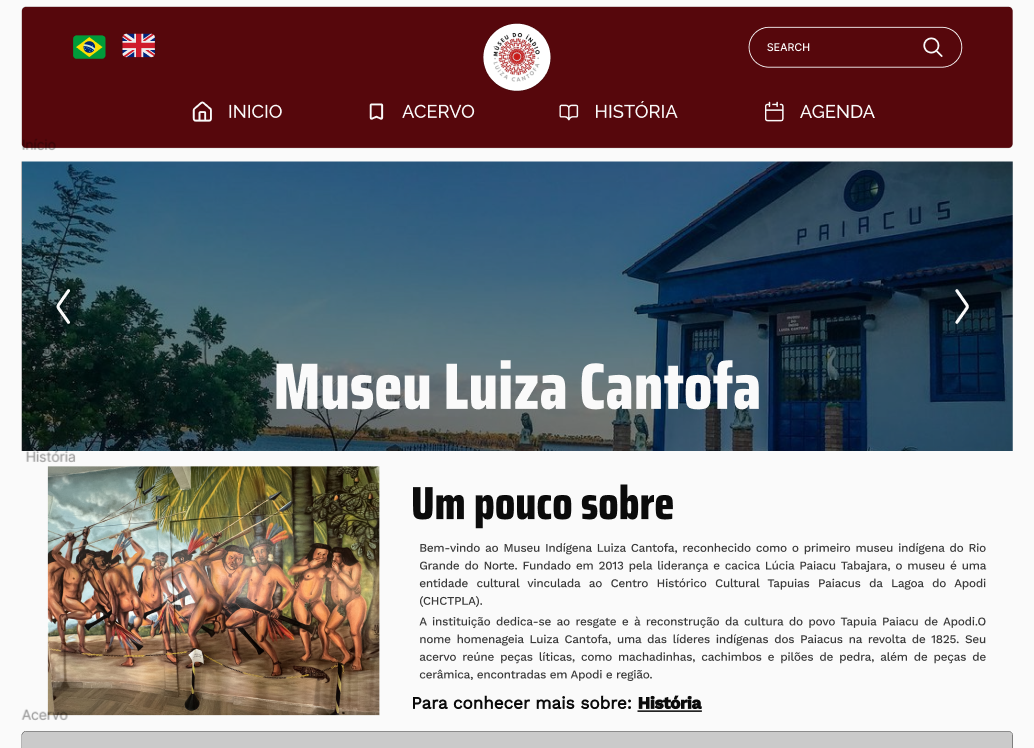 MUSEU DO ÍNDIO
LUIZA CANTOFA
SEARCH
INICIO
ACERVO
HISTÓRIA
AGENDA
Início
PAIACUS
MUSEU
DO
ÍNDIO
LUIZA CANTOFA
Museu Luiza Cantofa
História
Um pouco sobre
Bem-vindo ao Museu Indígena Luiza Cantofa, reconhecido como o primeiro museu indígena do Rio
Grande do Norte. Fundado em 2013 pela liderança e cacica Lúcia Paiacu Tabajara, o museu é uma
entidade cultural vinculada ao Centro Histórico Cultural Tapuias Paiacus da Lagoa do Apodi
(CHCTPLA).
A instituição dedica-se ao resgate e à reconstrução da cultura do povo Tapuia Paiacu de Apodi.O
nome homenageia Luiza Cantofa, uma das líderes indígenas dos Paiacus na revolta de 1825. Seu
acervo reúne peças líticas, como machadinhas, cachimbos e pilões de pedra, além de peças de
cerâmica, encontradas em Apodi e região.
Para conhecer mais sobre: História
Acervo